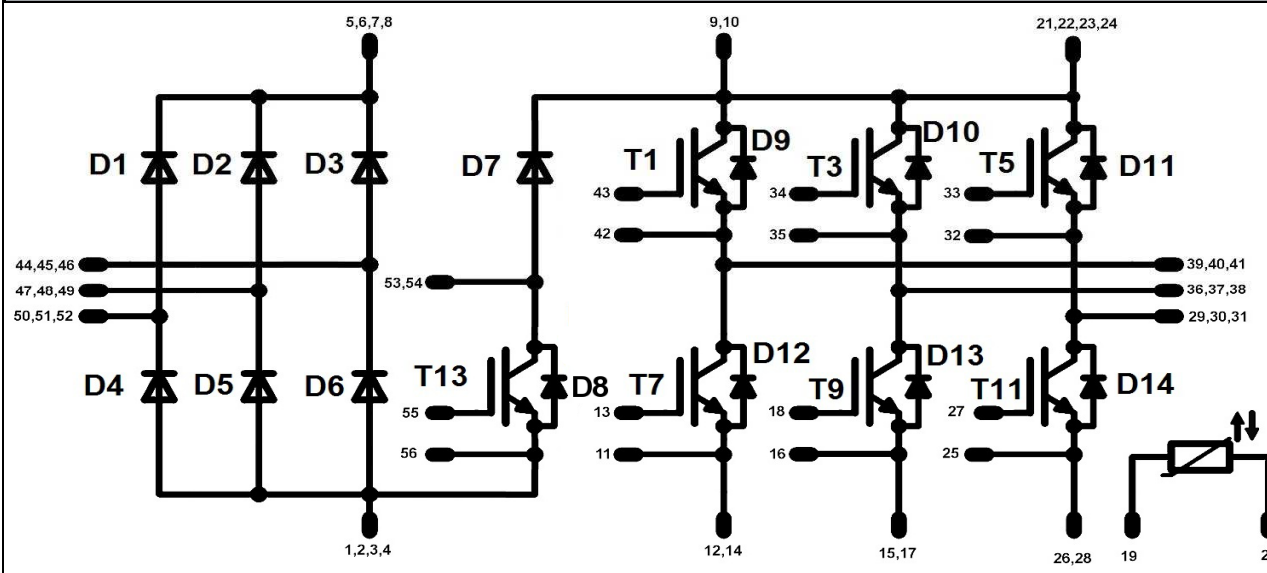 5,6,7,8
9,10
21,22,23,24
D1
D2
D3
D7
T1
D9
T3
D10
T5
D11
43
34
33
42
35
32
44,45,46
47,48,49
50,51,52
53,54
39,40,41
36,37,38
29,30,31
D4
D5
D6
T13
D8
T7
D12
T9
D13
T11
D14
55
13
18
27
56
11
16
25
1,2,3,4
12,14
15,17
26,28
19